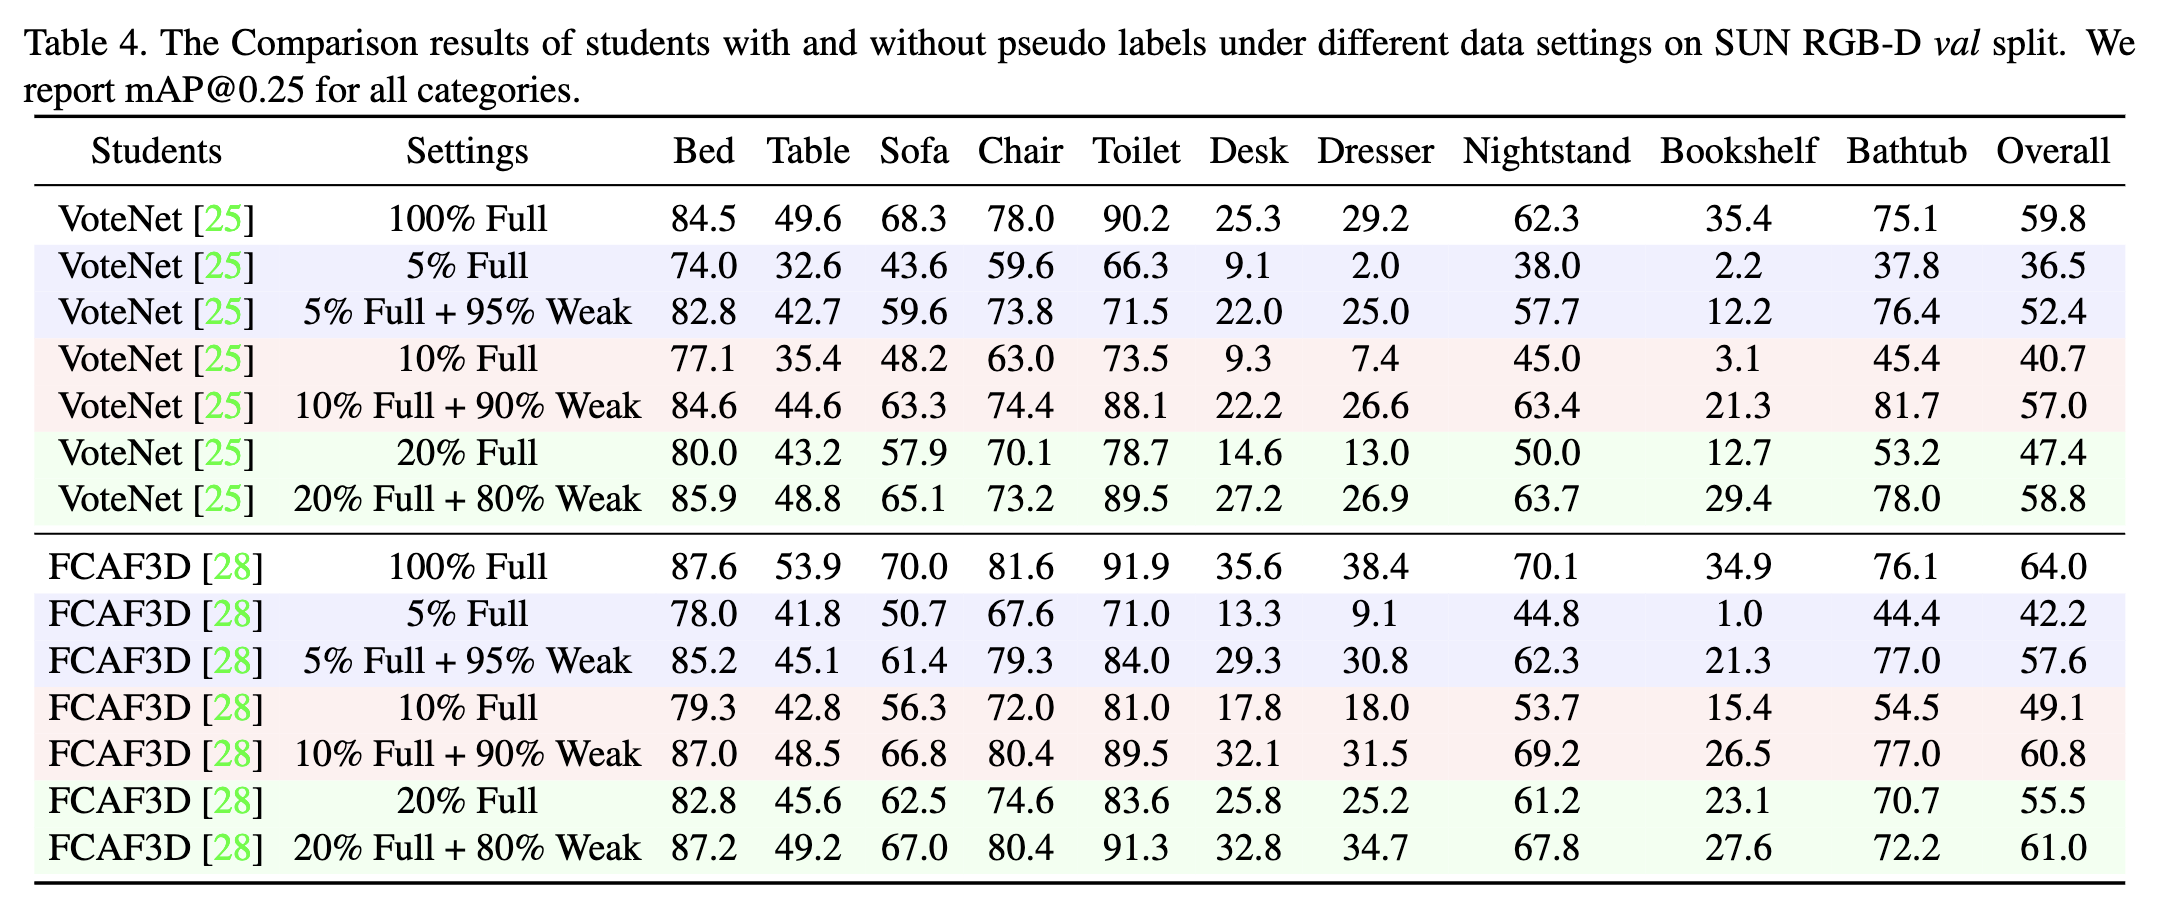 Table 4. The Comparison results of students with and without pseudo labels under different data settings on SUN RGB-D val split. We
report mAP@0.25 for all categories.
Students Settings Bed Table Sofa Chair Toilet Desk Dresser Nightstand Bookshelf Bathtub Overall
VoteNet [25] 100% Full 84.5 49.6 68.3 78.0 90.2 25.3 29.2 62.3 35.4 75.1 59.8
VoteNet [25] 5% Full 74.0 32.6 43.6 59.6 66.3 9.1 2.0 38.0 2.2 37.8 36.5
VoteNet [25] 5% Full + 95% Weak 82.8 42.7 59.6 73.8 71.5 22.0 25.0 57.7 12.2 76.4 52.4
VoteNet [25] 10% Full 77.1 35.4 48.2 63.0 73.5 9.3 7.4 45.0 3.1 45.4 40.7
VoteNet [25] 10% Full + 90% Weak 84.6 44.6 63.3 74.4 88.1 22.2 26.6 63.4 21.3 81.7 57.0
VoteNet [25] 20% Full 80.0 43.2 57.9 70.1 78.7 14.6 13.0 50.0 12.7 53.2 47.4
VoteNet [25] 20% Full + 80% Weak 85.9 48.8 65.1 73.2 89.5 27.2 26.9 63.7 29.4 78.0 58.8
FCAF3D [28] 100% Full 87.6 53.9 70.0 81.6 91.9 35.6 38.4 70.1 34.9 76.1 64.0
FCAF3D [28] 5% Full 78.0 41.8 50.7 67.6 71.0 13.3 9.1 44.8 1.0 44.4 42.2
FCAF3D [28] 5% Full + 95% Weak 85.2 45.1 61.4 79.3 84.0 29.3 30.8 62.3 21.3 77.0 57.6
FCAF3D [28] 10% Full 79.3 42.8 56.3 72.0 81.0 17.8 18.0 53.7 15.4 54.5 49.1
FCAF3D [28] 10% Full + 90% Weak 87.0 48.5 66.8 80.4 89.5 32.1 31.5 69.2 26.5 77.0 60.8
FCAF3D [28] 20% Full 82.8 45.6 62.5 74.6 83.6 25.8 25.2 61.2 23.1 70.7 55.5
FCAF3D [28] 20% Full + 80% Weak 87.2 49.2 67.0 80.4 91.3 32.8 34.7 67.8 27.6 72.2 61.0